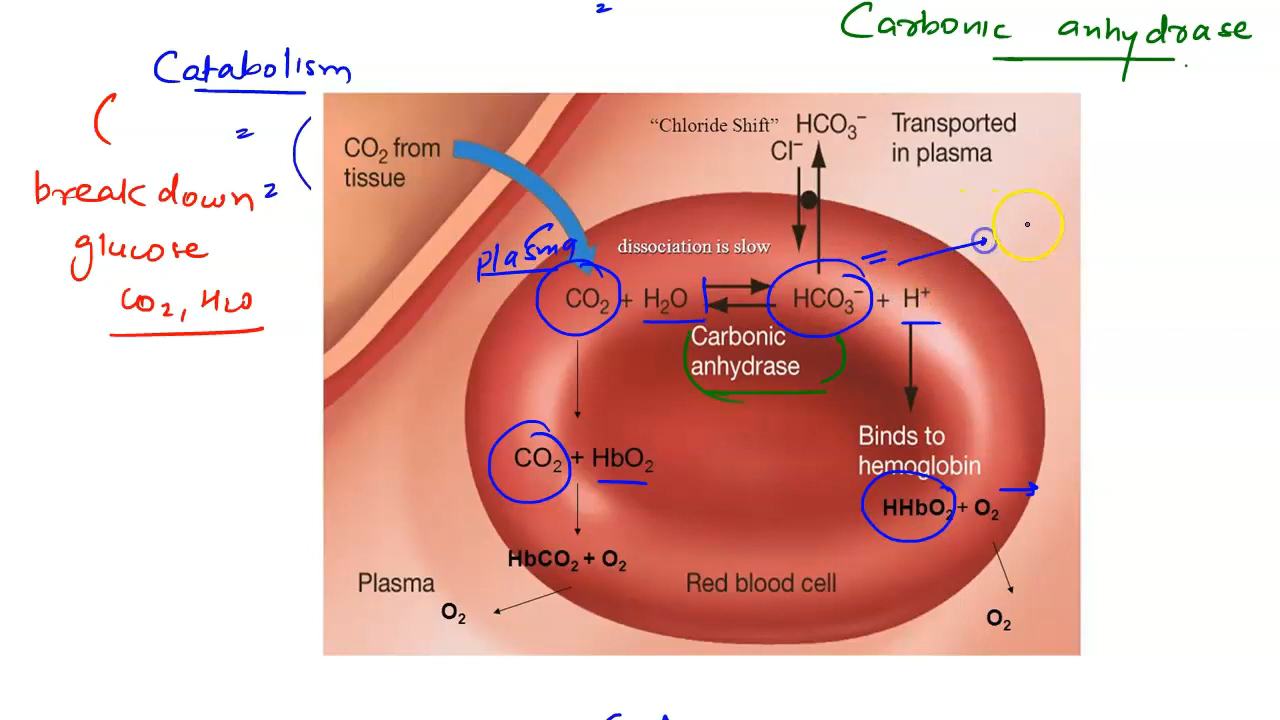 Carbonic anhydrase
Catabolism
(
breakdown
glucose
CO2, H2O
CO₂ from
tissue
"Chloride Shift" HCO₃⁻
Cl⁻
Transported
in plasma
plasma
dissociation is slow
CO₂ + H₂O HCO₃⁻ + H⁺
Carbonic
anhydrase
CO₂ + HbO₂
Binds to
hemoglobin
HHbO₂ + O₂
HbCO₂ + O₂
Plasma
Red blood cell
O₂
O₂